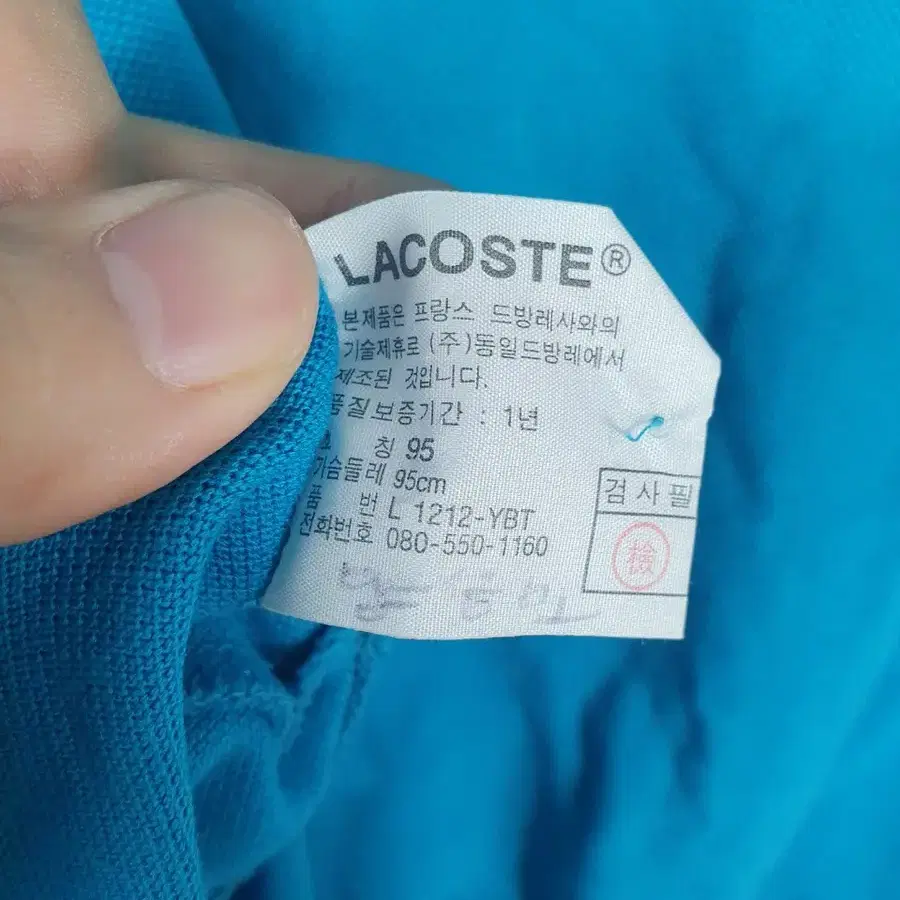 LACOSTE®
본제품은 프랑스 드방레사와의
기술제휴로 (주)동일드방레에서
제조된 것입니다.
품질보증기간 : 1년
칭 95
가슴둘레 95cm
품 번 L 1212-YBT
전화번호 080-550-1160
검사필
檢